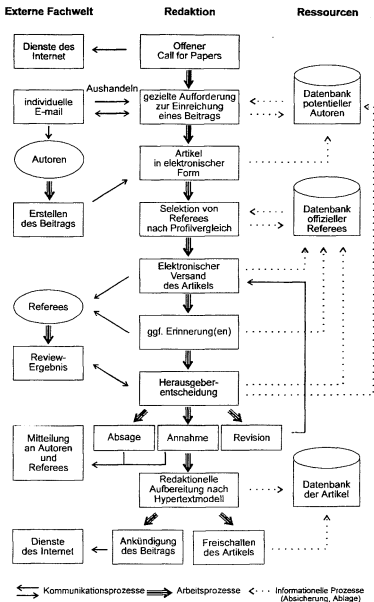 Externe Fachwelt
Redaktion
Ressourcen
Dienste des
Internet
Offener
Call for Papers
Aushandeln
individuelle
E-mail
gezielte Aufforderung
zur Einreichung
eines Beitrags
Datenbank
potentieller
Autoren
Autoren
Artikel
in elektronischer
Form
Erstellen
des Beitrags
Selektion von
Referees
nach Profilvergleich
Datenbank
offizieller
Referees
Elektronischer
Versand
des Artikels
Referees
ggf. Erinnerung(en)
Review-
Ergebnis
Herausgeber-
entscheidung
Absage
Annahme
Revision
Mitteilung
an Autoren
und
Referees
Redaktionelle
Aufbereitung nach
Hypertextmodell
Datenbank
der Artikel
Dienste
des Internet
Ankündigung
des Beitrags
Freischalten
des Artikels
Kommunikationsprozesse
Arbeitsprozesse
Informationelle Prozesse
(Absicherung, Ablage)